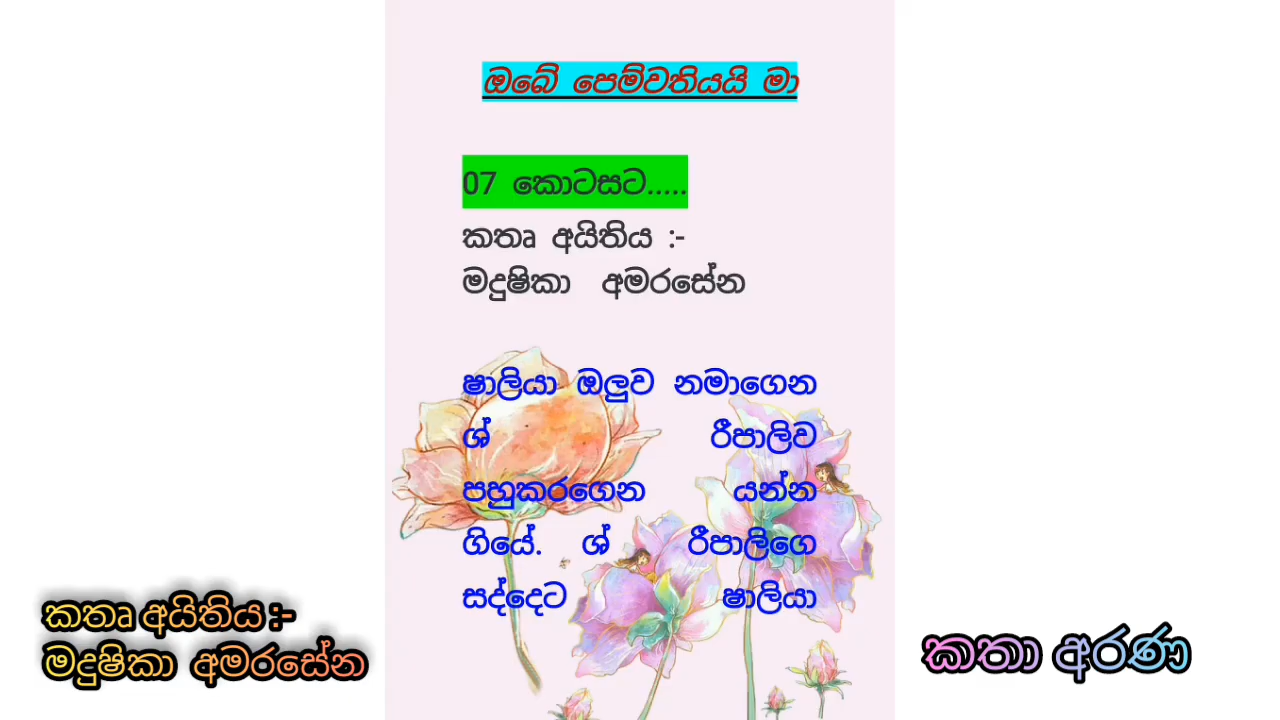 ඔබේ පෙම්වතියයි මා
07 කොටසට.....
කතෘ අයිතිය :-
මදුෂිකා අමරසේන
ෂාලියා ඔලුව නමාගෙන
ශ් රීපාලිව
පහුකරගෙන යන්න
ගියේ. ශ් රීපාලිගෙ
සද්දෙට ෂාලියා
කතෘ අයිතිය :-
මදුෂිකා අමරසේන
කතා අරණ